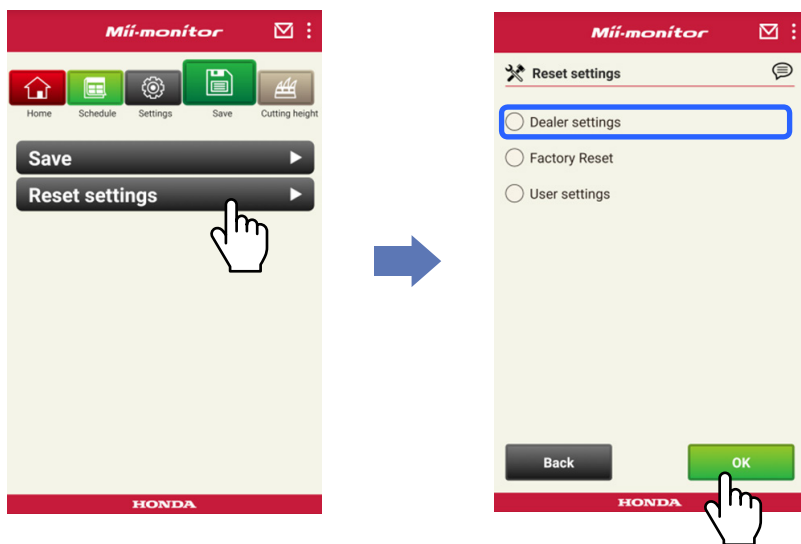 Mii-monitor
Home Schedule Settings Save Cutting height
Save
Reset settings
HONDA
Mii-monitor
Reset settings
Dealer settings
Factory Reset
User settings
Back OK
HONDA